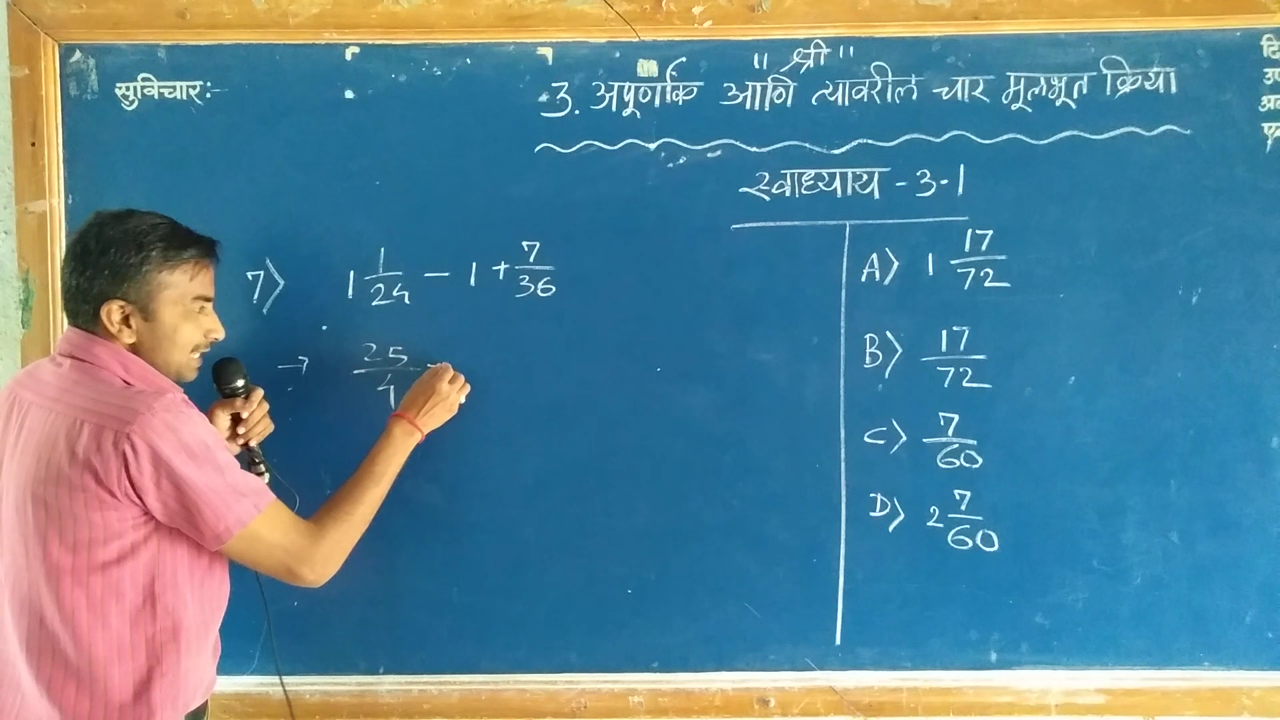 "श्री"
सुविचार:-
3. अपूर्णांक आणि त्यावरील चार मूलभूत क्रिया
स्वाध्याय - 3.1
7) 1 1/24 - 1 + 7/36
→ 25/4 -
A) 1 17/72
B) 17/72
C) 7/60
D) 2 7/60